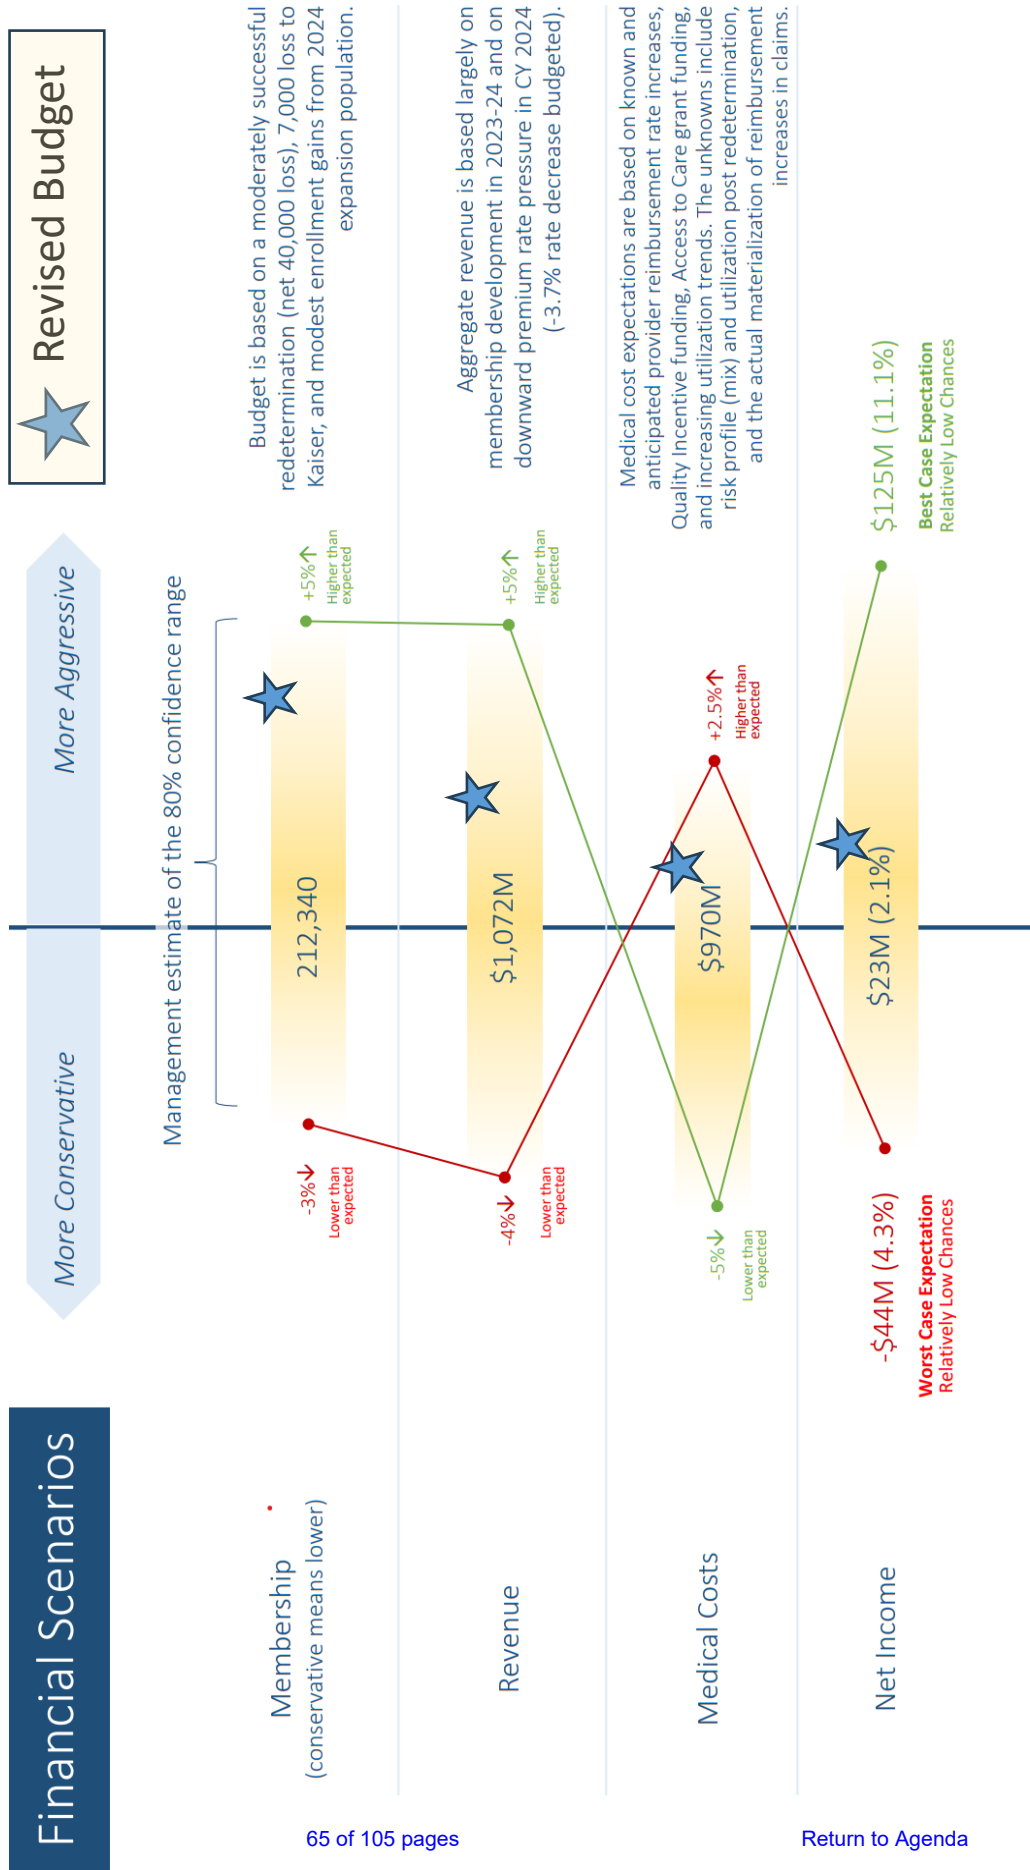 Financial Scenarios
More Conservative
More Aggressive
Revised Budget
Management estimate of the 80% confidence range
Membership
(conservative means lower)
-3%↓
Lower than
expected
212,340
+5%↑
Higher than
expected
Budget is based on a moderately successful
redetermination (net 40,000 loss), 7,000 loss to
Kaiser, and modest enrollment gains from 2024
expansion population.
Revenue
-4%↓
Lower than
expected
$1,072M
+5%↑
Higher than
expected
Aggregate revenue is based largely on
membership development in 2023-24 and on
downward premium rate pressure in CY 2024
(-3.7% rate decrease budgeted).
Medical Costs
-5%↓
Lower than
expected
$970M
+2.5%↑
Higher than
expected
Medical cost expectations are based on known and
anticipated provider reimbursement rate increases,
Quality Incentive funding, Access to Care grant funding,
and increasing utilization trends. The unknowns include
risk profile (mix) and utilization post redetermination,
and the actual materialization of reimbursement
increases in claims.
Net Income
-$44M (4.3%)
Worst Case Expectation
Relatively Low Chances
$23M (2.1%)
$125M (11.1%)
Best Case Expectation
Relatively Low Chances
65 of 105 pages
Return to Agenda